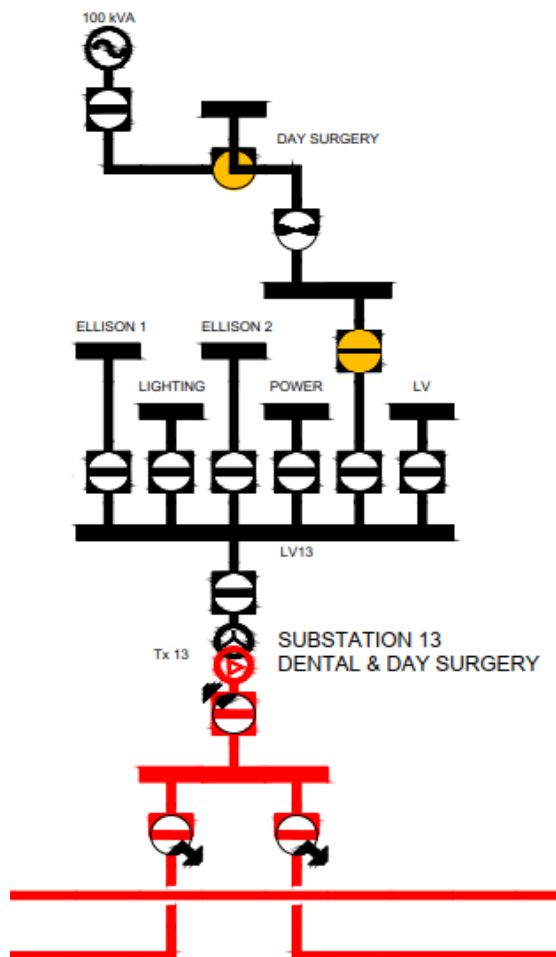 100 kVA
DAY SURGERY
ELLISON 1
ELLISON 2
LIGHTING
POWER
LV
LV13
Tx 13
SUBSTATION 13
DENTAL & DAY SURGERY